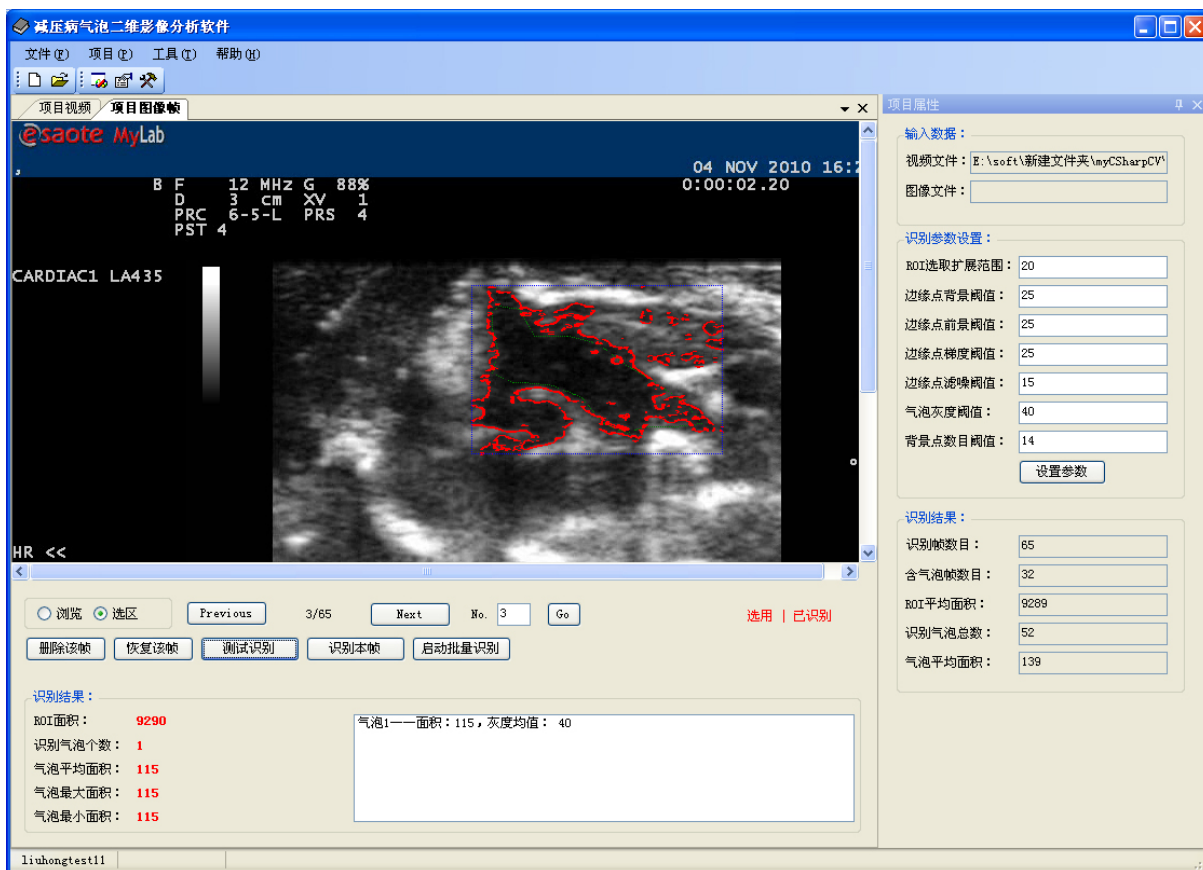 减压病气泡二维影像分析软件
文件(F) 项目(P) 工具(T) 帮助(H)
项目视频 项目图像帧
esaote MyLab
,
04 NOV 2010 16:2
B F 12 MHz G 88% 0:00:02.20
D 3 cm XV 1
PRC 6-5-L PRS 4
PST 4
CARDIAC1 LA435
HR <<
浏览 选区 Previous 3/65 Next No. 3 Go 选用 | 已识别
删除该帧 恢复该帧 测试识别 识别本帧 启动批量识别
识别结果:
ROI面积: 9290
识别气泡个数: 1
气泡平均面积: 115
气泡最大面积: 115
气泡最小面积: 115
气泡1——面积:115,灰度均值: 40
liuhongtest11
项目属性
输入数据:
视频文件: E:\soft\新建文件夹\myCSharpCV\
图像文件:
识别参数设置:
ROI选取扩展范围: 20
边缘点背景阈值: 25
边缘点前景阈值: 25
边缘点梯度阈值: 25
边缘点滤噪阈值: 15
气泡灰度阈值: 40
背景点数目阈值: 14
设置参数
识别结果:
识别帧数目: 65
含气泡帧数目: 32
ROI平均面积: 9289
识别气泡总数: 52
气泡平均面积: 139